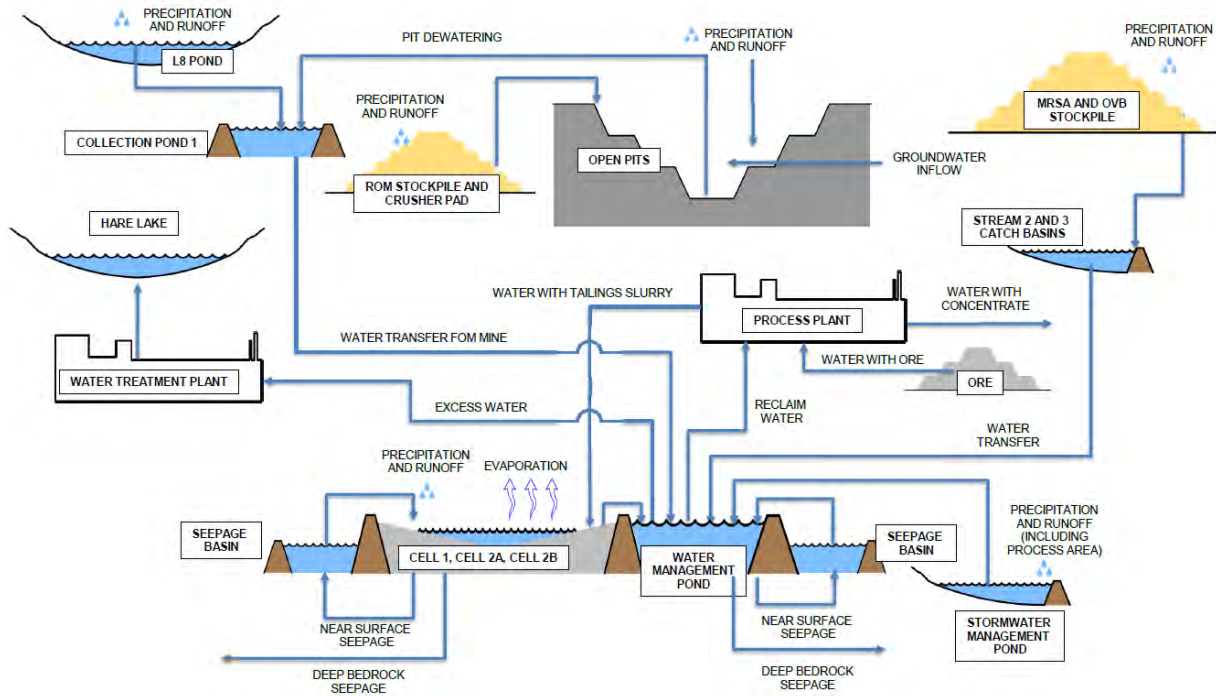 PRECIPITATION
AND RUNOFF
L8 POND
PIT DEWATERING
PRECIPITATION
AND RUNOFF
PRECIPITATION
AND RUNOFF
MRSA AND OVB
STOCKPILE
COLLECTION POND 1
PRECIPITATION
AND RUNOFF
ROM STOCKPILE AND
CRUSHER PAD
OPEN PITS
GROUNDWATER
INFLOW
HARE LAKE
STREAM 2 AND 3
CATCH BASINS
WATER WITH TAILINGS SLURRY
PROCESS PLANT
WATER WITH
CONCENTRATE
WATER TRANSFER FOM MINE
WATER WITH ORE
ORE
WATER TREATMENT PLANT
EXCESS WATER
RECLAIM
WATER
WATER
TRANSFER
PRECIPITATION
AND RUNOFF
EVAPORATION
SEEPAGE
BASIN
CELL 1, CELL 2A, CELL 2B
WATER
MANAGEMENT
POND
SEEPAGE
BASIN
PRECIPITATION
AND RUNOFF
(INCLUDING
PROCESS AREA)
NEAR SURFACE
SEEPAGE
NEAR SURFACE
SEEPAGE
STORMWATER
MANAGEMENT
POND
DEEP BEDROCK
SEEPAGE
DEEP BEDROCK
SEEPAGE